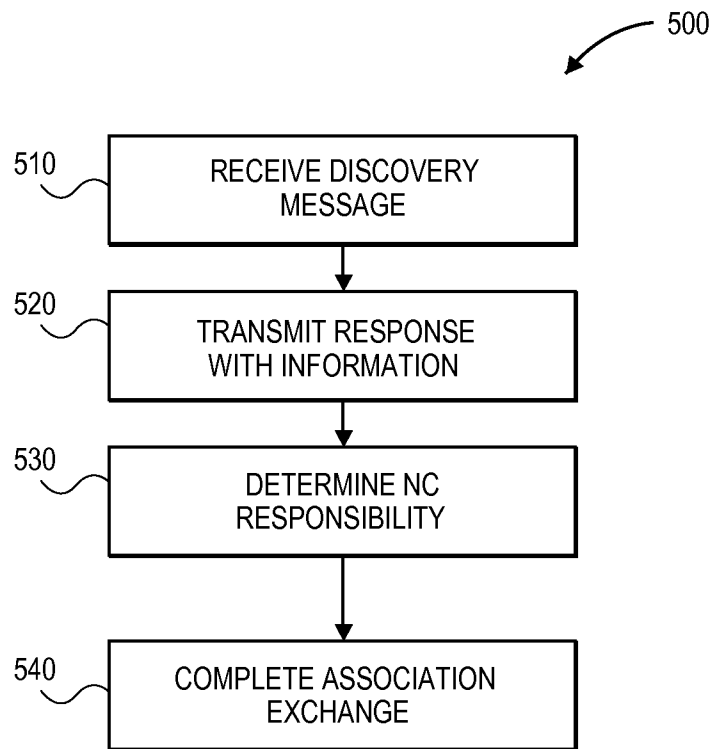 500
510
RECEIVE DISCOVERY
MESSAGE
520
TRANSMIT RESPONSE
WITH INFORMATION
530
DETERMINE NC
RESPONSIBILITY
540
COMPLETE ASSOCIATION
EXCHANGE